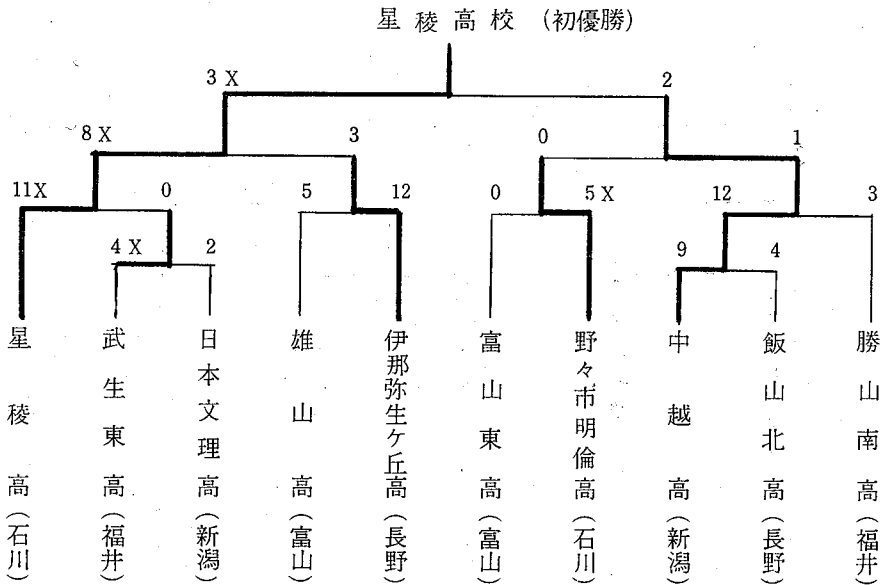 星稜高校 (初優勝)
3X 2
8X 3 0 1
11X 0 5 12 0 5X 12 3
4X 2 9 4
星稜高(石川)
武生東高(福井)
日本文理高(新潟)
雄山高(富山)
伊那弥生ケ丘高(長野)
富山東高(富山)
野々市明倫高(石川)
中越高(新潟)
飯山北高(長野)
勝山南高(福井)